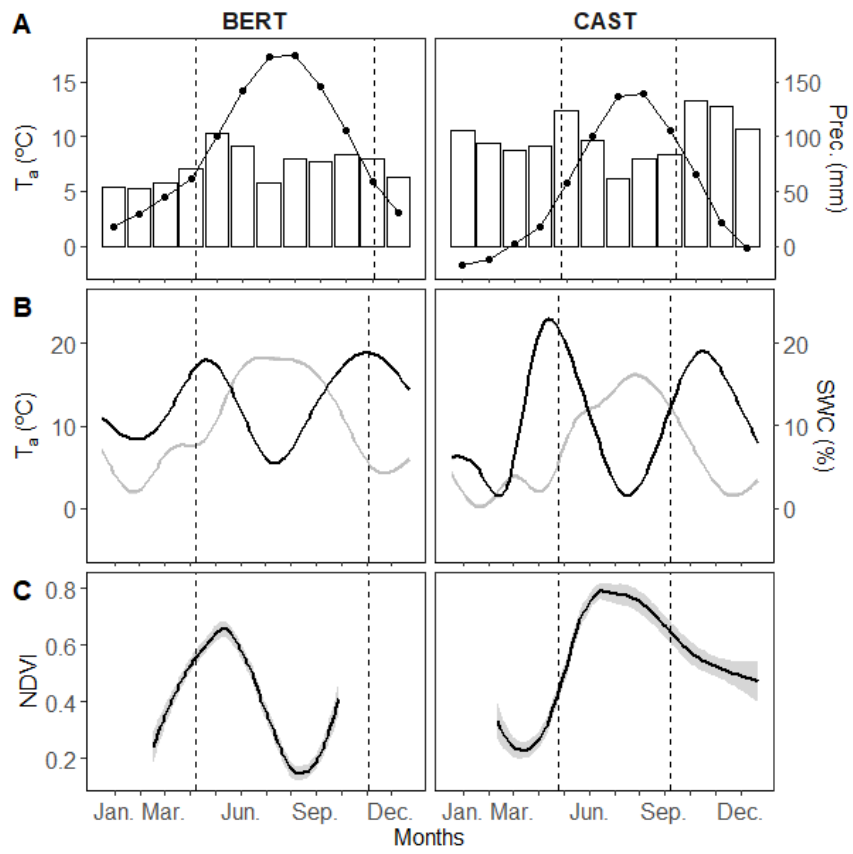 BERT CAST
A
Tₐ (ºC)
15
10
5
0
150
100
50
0
Prec. (mm)
B
Tₐ (ºC)
20
10
0
20
10
0
SWC (%)
C
NDVI
0.8
0.6
0.4
0.2
Jan. Mar. Jun. Sep. Dec. Jan. Mar. Jun. Sep. Dec.
Months